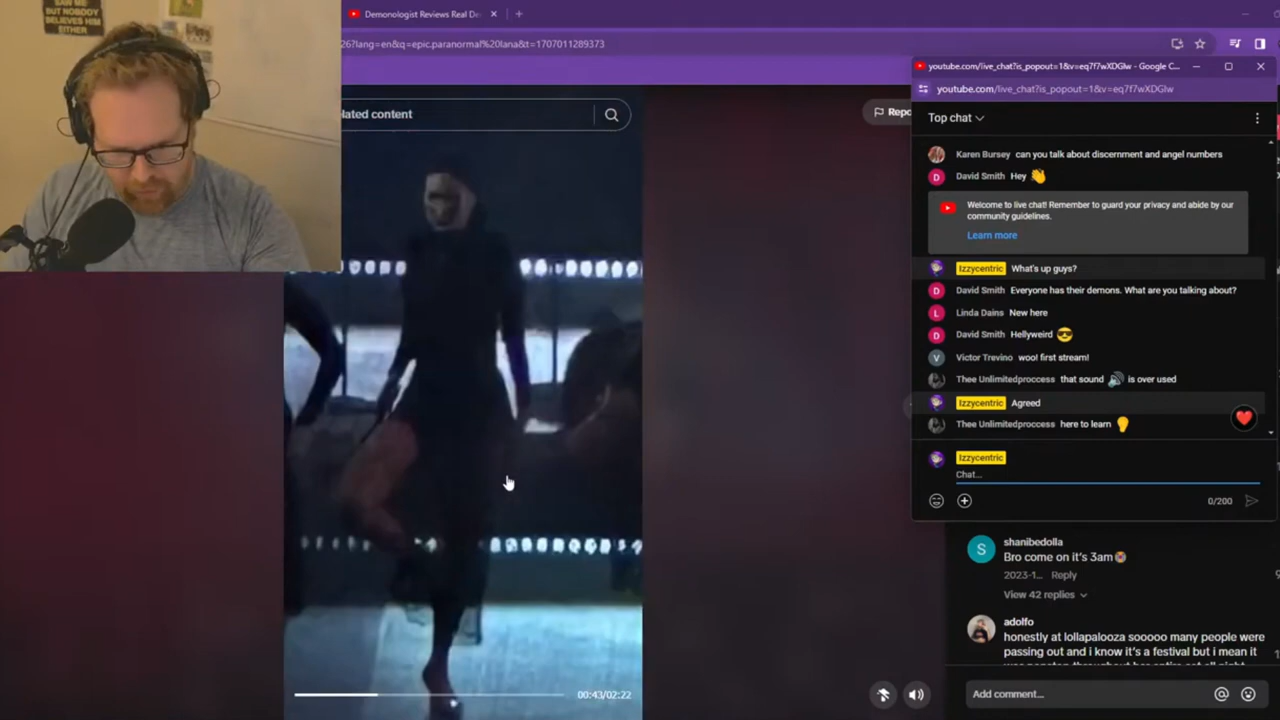 SAW ME
BUT NOBODY
BELIEVES HIM
EITHER
Demonologist Reviews Real De
26?lang=en&q=epic.paranormal%20lana&t=1707011289373
youtube.com/live_chat?is_popout=1&v=eq7f7wXDGIw - Google C...
youtube.com/live_chat?is_popout=1&v=eq7f7wXDGIw
lated content
Repo
Top chat
Karen Bursey can you talk about discernment and angel numbers
David Smith Hey 👋
Welcome to live chat! Remember to guard your privacy and abide by our
community guidelines.
Learn more
Izzycentric What's up guys?
David Smith Everyone has their demons. What are you talking about?
Linda Dains New here
David Smith Hellyweird 😎
Victor Trevino woo! first stream!
Thee Unlimitedproccess that sound 🔊 is over used
Izzycentric Agreed
Thee Unlimitedproccess here to learn 💡
Izzycentric
Chat...
0/200
shanibedolla
Bro come on it's 3am
2023-1... Reply
View 42 replies
adolfo
honestly at lollapalooza sooooo many people were
passing out and i know it's a festival but i mean it
00:43/02:22
Add comment...